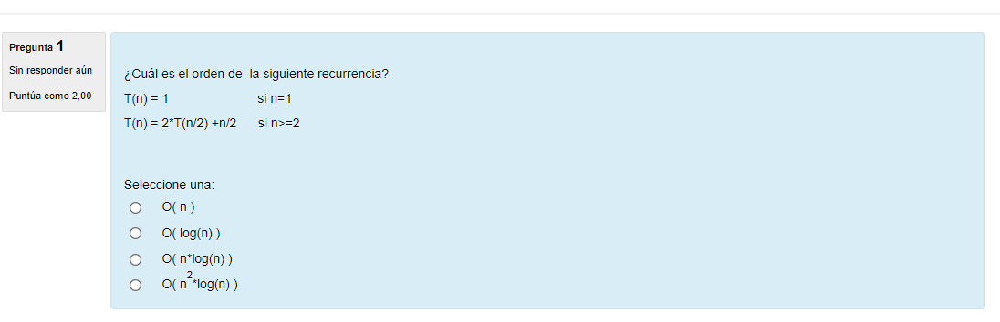 Pregunta 1
Sin responder aún
Puntúa como 2,00
¿Cuál es el orden de la siguiente recurrencia?
T(n) = 1 si n=1
T(n) = 2*T(n/2) +n/2 si n>=2
Seleccione una:
O( n )
O( log(n) )
O( n*log(n) )
O( n²*log(n) )